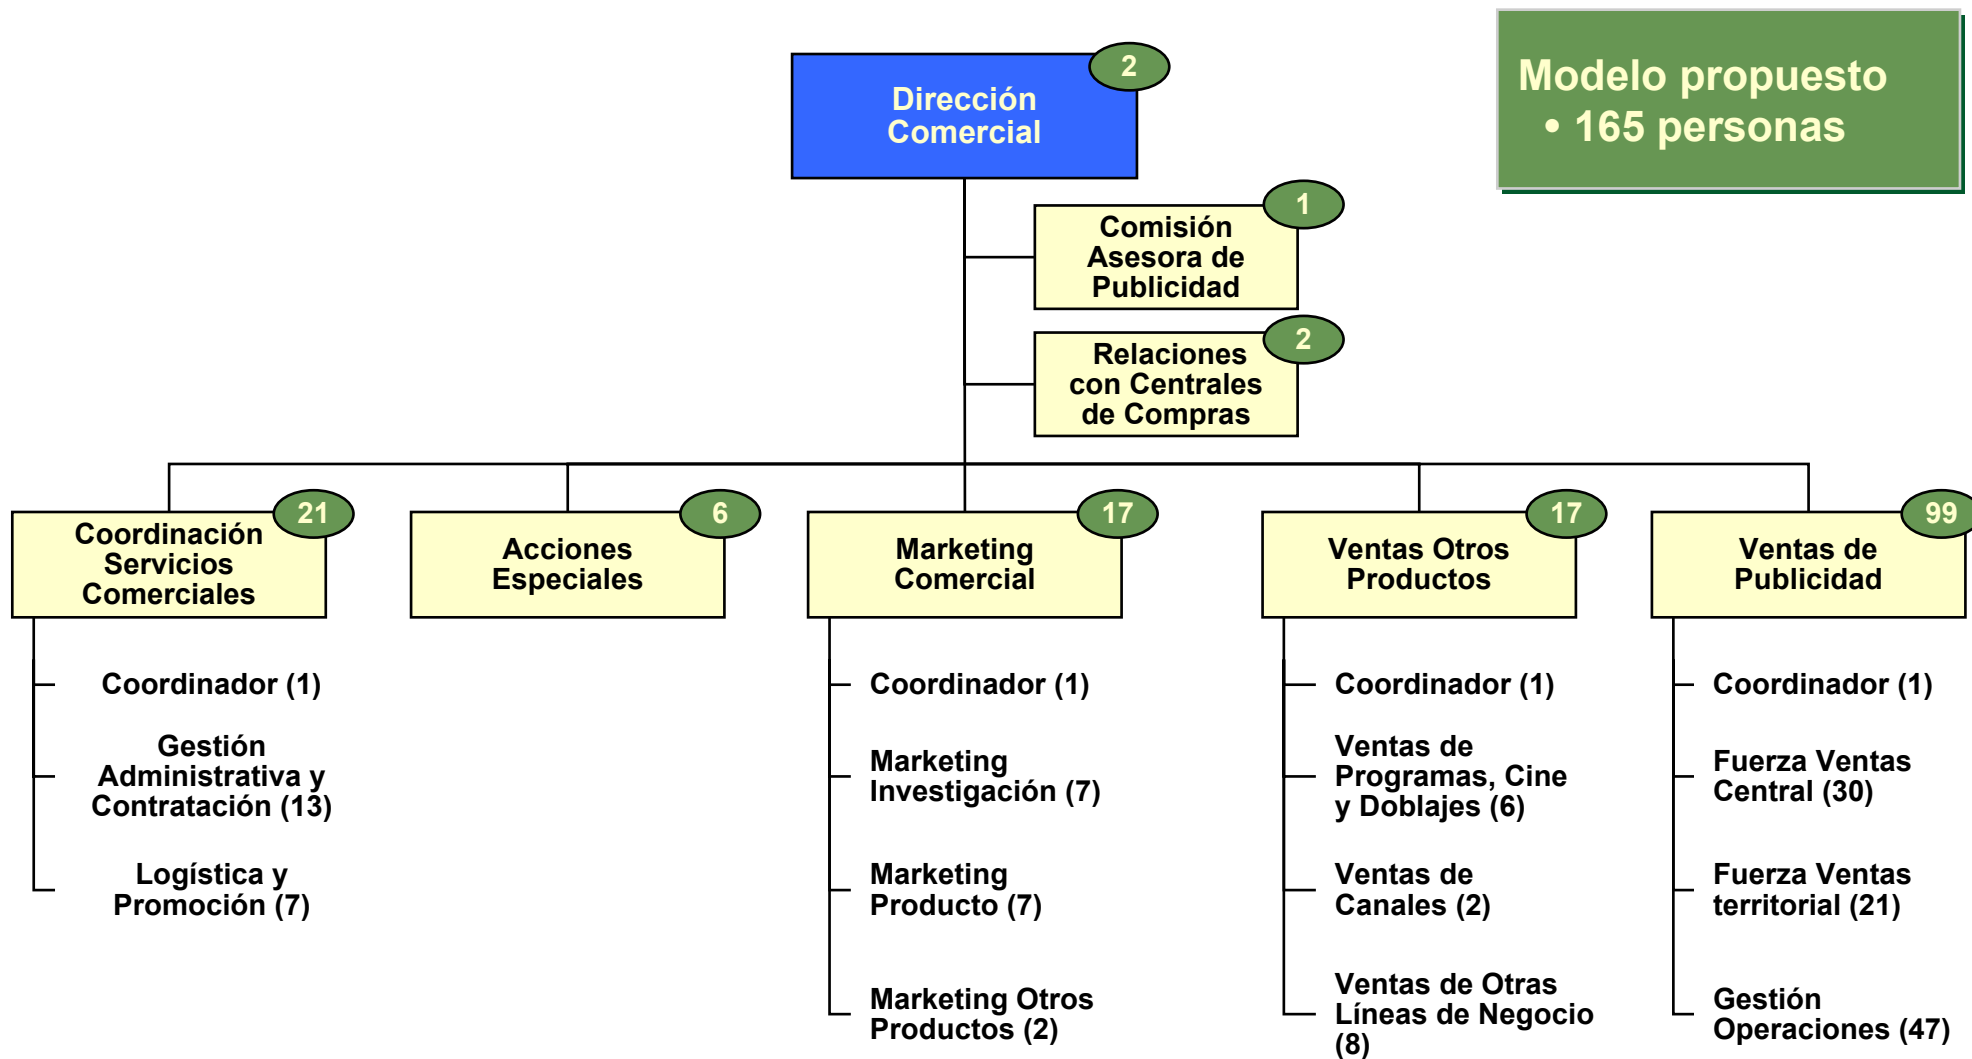 2
Dirección
Comercial
Modelo propuesto
• 165 personas
1
Comisión
Asesora de
Publicidad
2
Relaciones
con Centrales
de Compras
21
Coordinación
Servicios
Comerciales
6
Acciones
Especiales
17
Marketing
Comercial
17
Ventas Otros
Productos
99
Ventas de
Publicidad
Coordinador (1)
Gestión
Administrativa y
Contratación (13)
Logística y
Promoción (7)
Coordinador (1)
Marketing
Investigación (7)
Marketing
Producto (7)
Marketing Otros
Productos (2)
Coordinador (1)
Ventas de
Programas, Cine
y Doblajes (6)
Ventas de
Canales (2)
Ventas de Otras
Líneas de Negocio
(8)
Coordinador (1)
Fuerza Ventas
Central (30)
Fuerza Ventas
territorial (21)
Gestión
Operaciones (47)